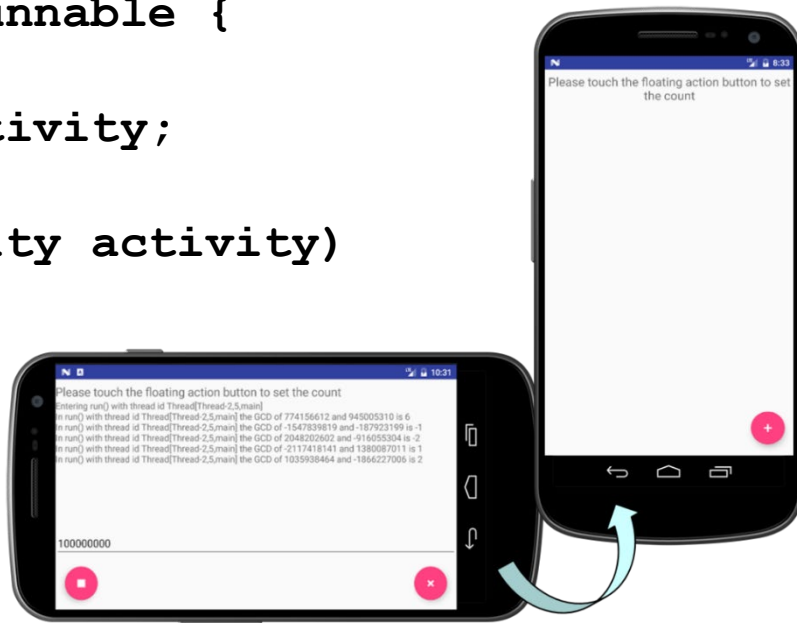 unnable {
tivity;
ity activity)
8:33
Please touch the floating action button to set
the count
10:31
Please touch the floating action button to set the count
Entering run() with thread id Thread[Thread-2,5,main]
In run() with thread id Thread[Thread-2,5,main] the GCD of 774156612 and 945005310 is 6
In run() with thread id Thread[Thread-2,5,main] the GCD of -1547839819 and -187923199 is -1
In run() with thread id Thread[Thread-2,5,main] the GCD of 2048202602 and -916055304 is -2
In run() with thread id Thread[Thread-2,5,main] the GCD of -2117418141 and 1380087011 is 1
In run() with thread id Thread[Thread-2,5,main] the GCD of 1035938464 and -1866227006 is 2
100000000